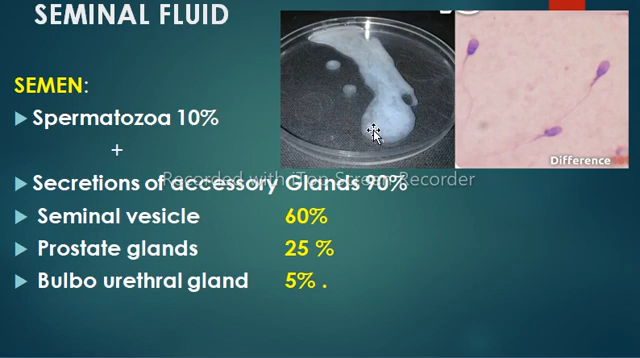 SEMINAL FLUID
SEMEN:
Spermatozoa 10%
+
Secretions of accessory Glands 90%
Recorded with iTop Screen Recorder
Seminal vesicle 60%
Prostate glands 25 %
Bulbo urethral gland 5% .
Difference